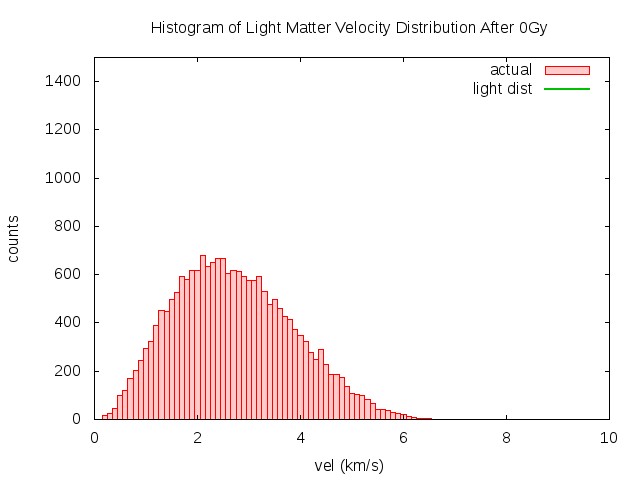 Histogram of Light Matter Velocity Distribution After 0Gy
actual
light dist
1400
1200
1000
800
600
400
200
0
counts
0 2 4 6 8 10
vel (km/s)